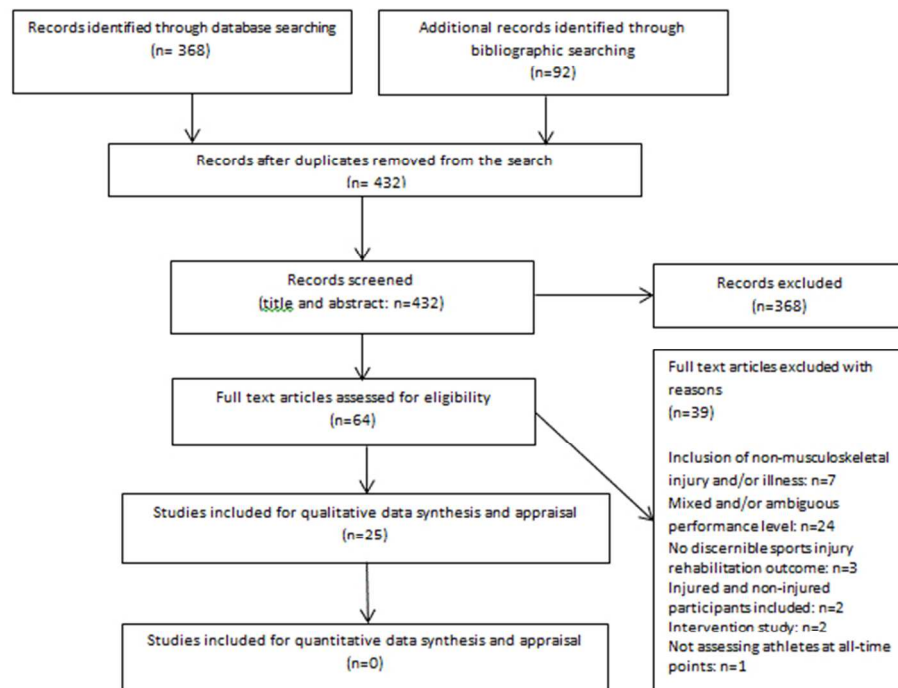 Records identified through database searching
(n= 368)
Additional records identified through
bibliographic searching
(n=92)
Records after duplicates removed from the search
(n= 432)
Records screened
(title and abstract: n=432)
Records excluded
(n=368)
Full text articles assessed for eligibility
(n=64)
Full text articles excluded with
reasons
(n=39)
Inclusion of non-musculoskeletal
injury and/or illness: n=7
Mixed and/or ambiguous
performance level: n=24
No discernible sports injury
rehabilitation outcome: n=3
Injured and non-injured
participants included: n=2
Intervention study: n=2
Not assessing athletes at all-time
points: n=1
Studies included for qualitative data synthesis and appraisal
(n=25)
Studies included for quantitative data synthesis and appraisal
(n=0)